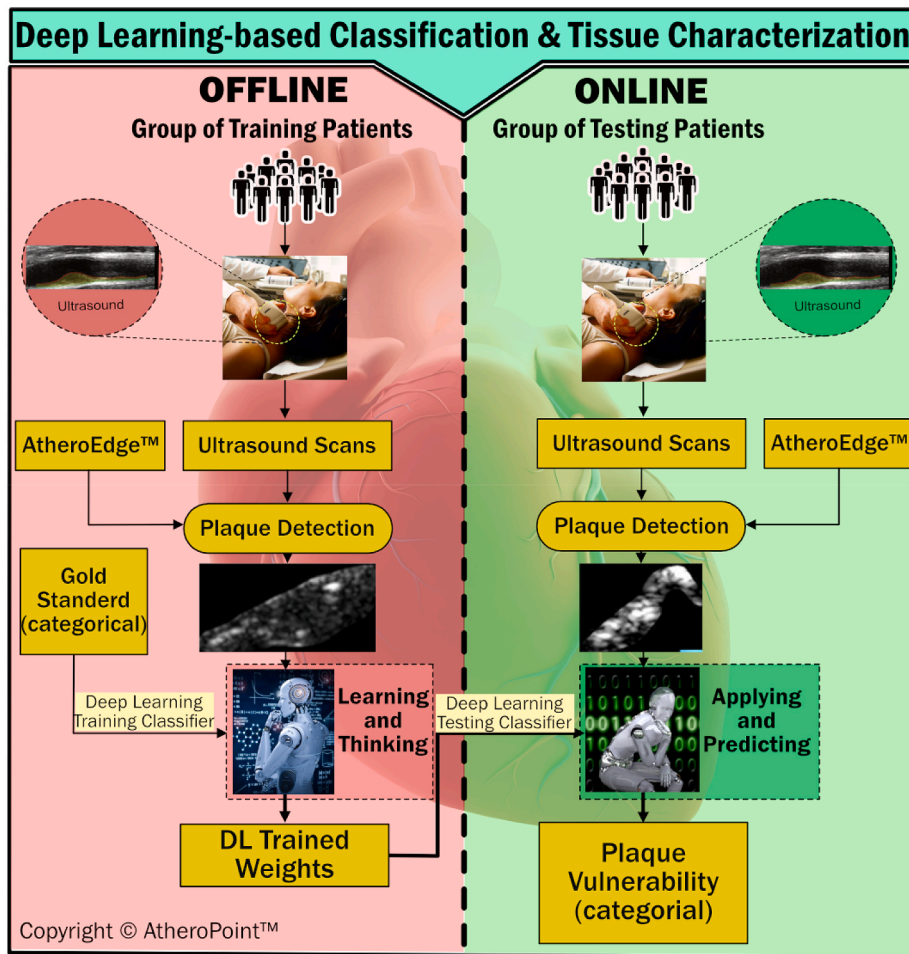 Deep Learning-based Classification & Tissue Characterization
OFFLINE
Group of Training Patients
Ultrasound
AtheroEdge™
Ultrasound Scans
Plaque Detection
Gold
Standerd
(categorical)
Deep Learning
Training Classifier
Learning
and
Thinking
DL Trained
Weights
Copyright © AtheroPoint™
ONLINE
Group of Testing Patients
Ultrasound
Ultrasound Scans
AtheroEdge™
Plaque Detection
Deep Learning
Testing Classifier
Applying
and
Predicting
Plaque
Vulnerability
(categorial)